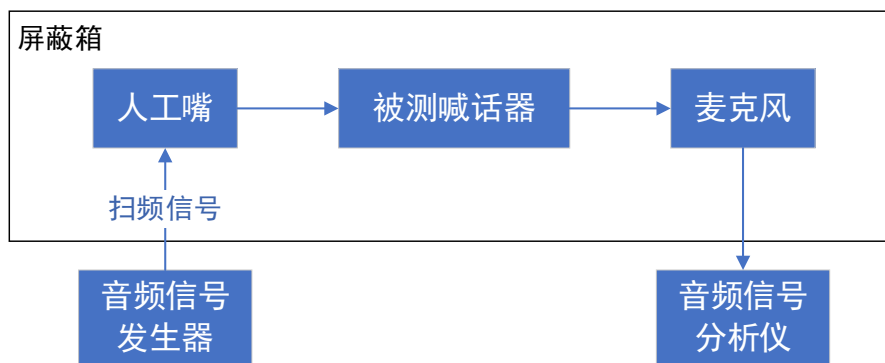 屏蔽箱
人工嘴
被测喊话器
麦克风
扫频信号
音频信号
发生器
音频信号
分析仪